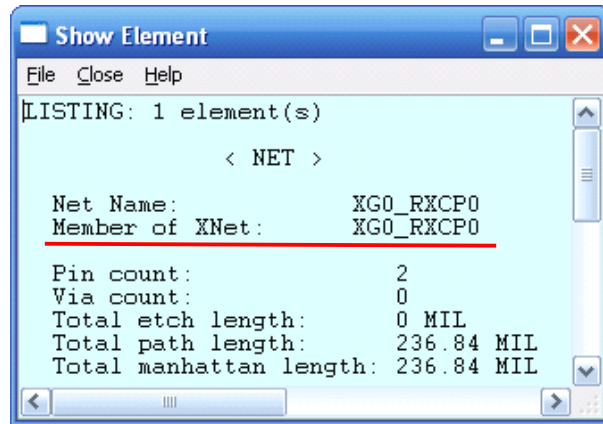 Show Element
File Close Help
LISTING: 1 element(s)
< NET >
Net Name: XG0_RXCP0
Member of XNet: XG0_RXCP0
Pin count: 2
Via count: 0
Total etch length: 0 MIL
Total path length: 236.84 MIL
Total manhattan length: 236.84 MIL